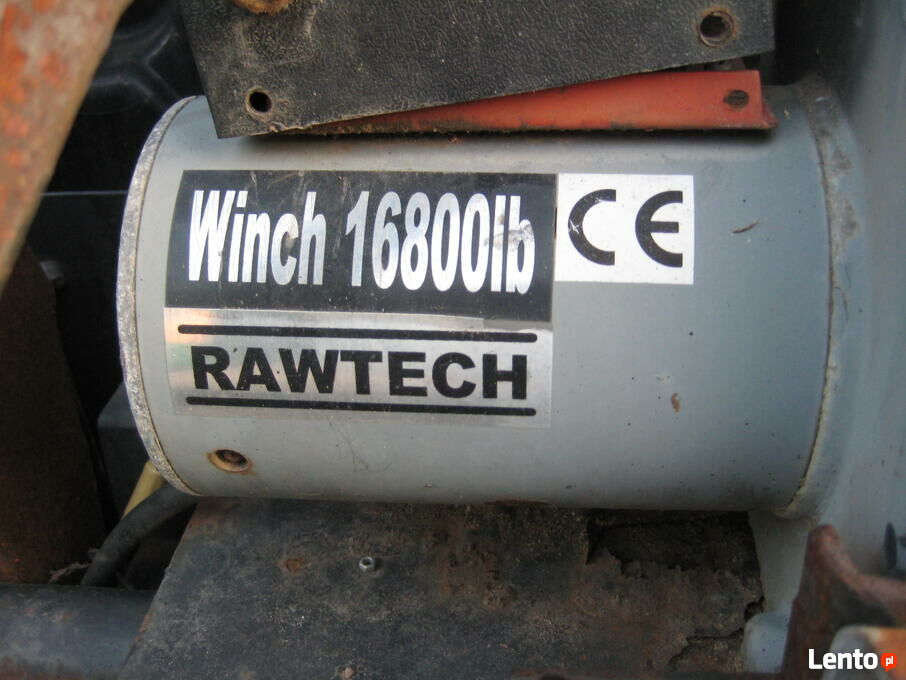 Winch 16800lb
CE
RAWTECH
Lento.pl